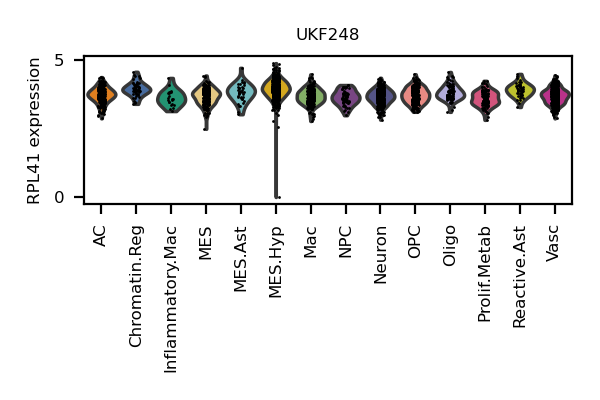 UKF248
RPL41 expression
5
0
AC
Chromatin.Reg
Inflammatory.Mac
MES
MES.Ast
MES.Hyp
Mac
NPC
Neuron
OPC
Oligo
Prolif.Metab
Reactive.Ast
Vasc